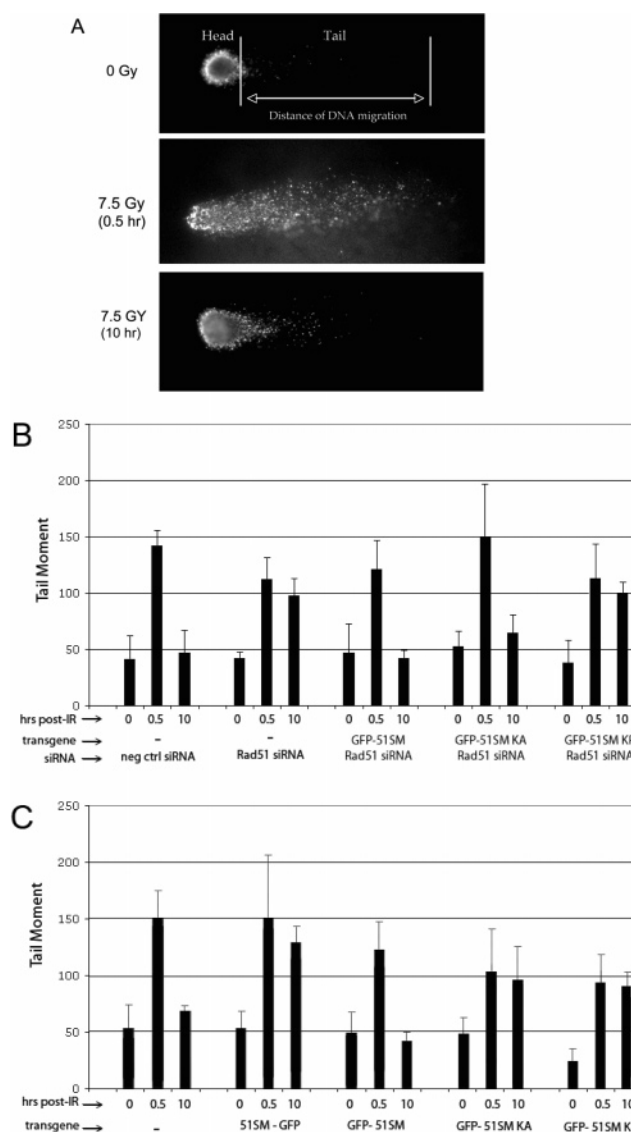 A
Head Tail
0 Gy
Distance of DNA migration
7.5 Gy
(0.5 hr)
7.5 GY
(10 hr)
B
250
200
150
100
50
0
Tail Moment
hrs post-IR 0 0.5 10 0 0.5 10 0 0.5 10 0 0.5 10 0 0.5 10
transgene - - GFP-51SM GFP-51SM KA
siRNA neg ctrl siRNA Rad51 siRNA Rad51 siRNA Rad51 siRNA Rad51 siRNA
C
250
200
150
100
50
0
Tail Moment
hrs post-IR 0 0.5 10 0 0.5 10 0 0.5 10 0 0.5 10 0 0.5 10
transgene - 51SM - GFP GFP- 51SM GFP- 51SM KA GFP- 51SM